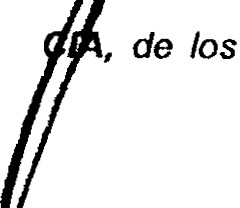 CIA, de los